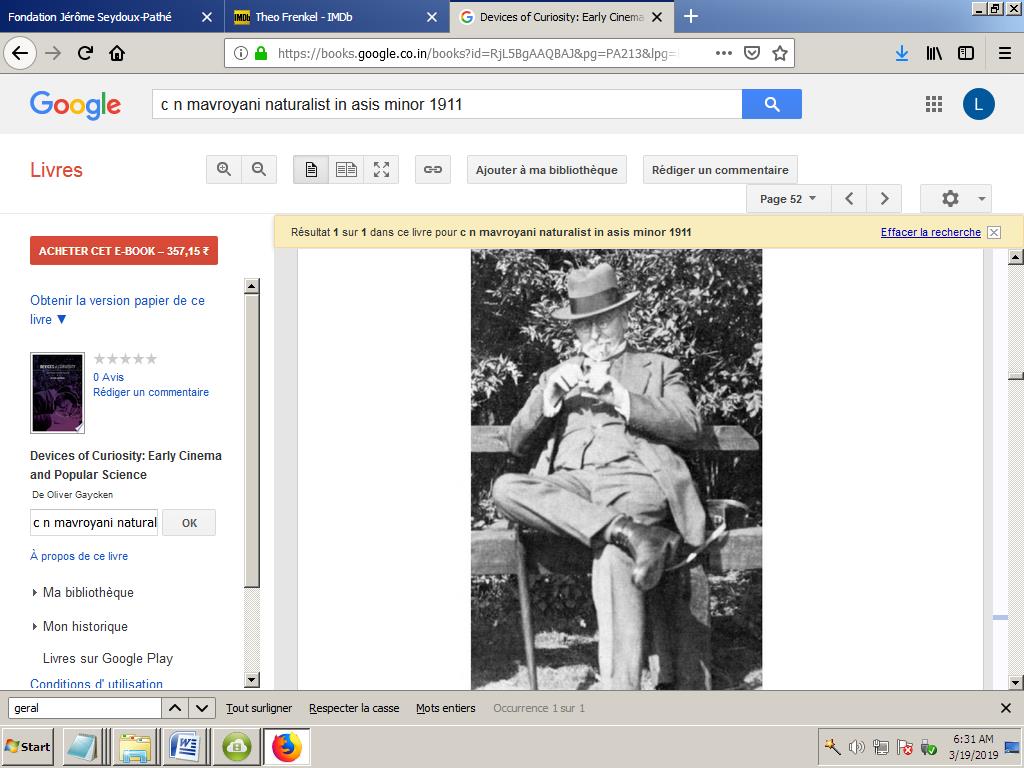 Fondation Jérôme Seydoux-Pathé
IMDb Theo Frenkel - IMDb
G Devices of Curiosity: Early Cinema
https://books.google.co.in/books?id=RjL5BgAAQBAJ&pg=PA213&lpg=
Google
c n mavroyani naturalist in asis minor 1911
L
Livres
Ajouter à ma bibliothèque
Rédiger un commentaire
Page 52
ACHETER CET E-BOOK – 357,15 ₹
Résultat 1 sur 1 dans ce livre pour c n mavroyani naturalist in asis minor 1911
Effacer la recherche
Obtenir la version papier de ce
livre ▼
0 Avis
Rédiger un commentaire
Devices of Curiosity: Early Cinema
and Popular Science
De Oliver Gaycken
c n mavroyani natural
OK
À propos de ce livre
Ma bibliothèque
Mon historique
Livres sur Google Play
Conditions d' utilisation
geral
Tout surligner
Respecter la casse
Mots entiers
Occurrence 1 sur 1
Start
6:31 AM
3/19/2019